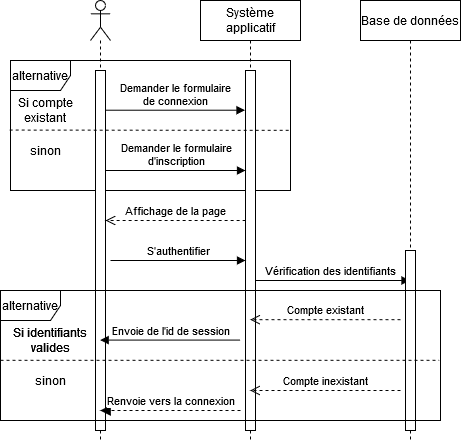 Système
applicatif
Base de données
alternative
Si compte
existant
Demander le formulaire
de connexion
sinon
Demander le formulaire
d'inscription
Affichage de la page
S'authentifier
Vérification des identifiants
alternative
Compte existant
Si identifiants
valides
Envoie de l'id de session
sinon
Compte inexistant
Renvoie vers la connexion